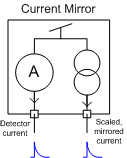 Current Mirror
A
Detector
current
Scaled,
mirrored
current